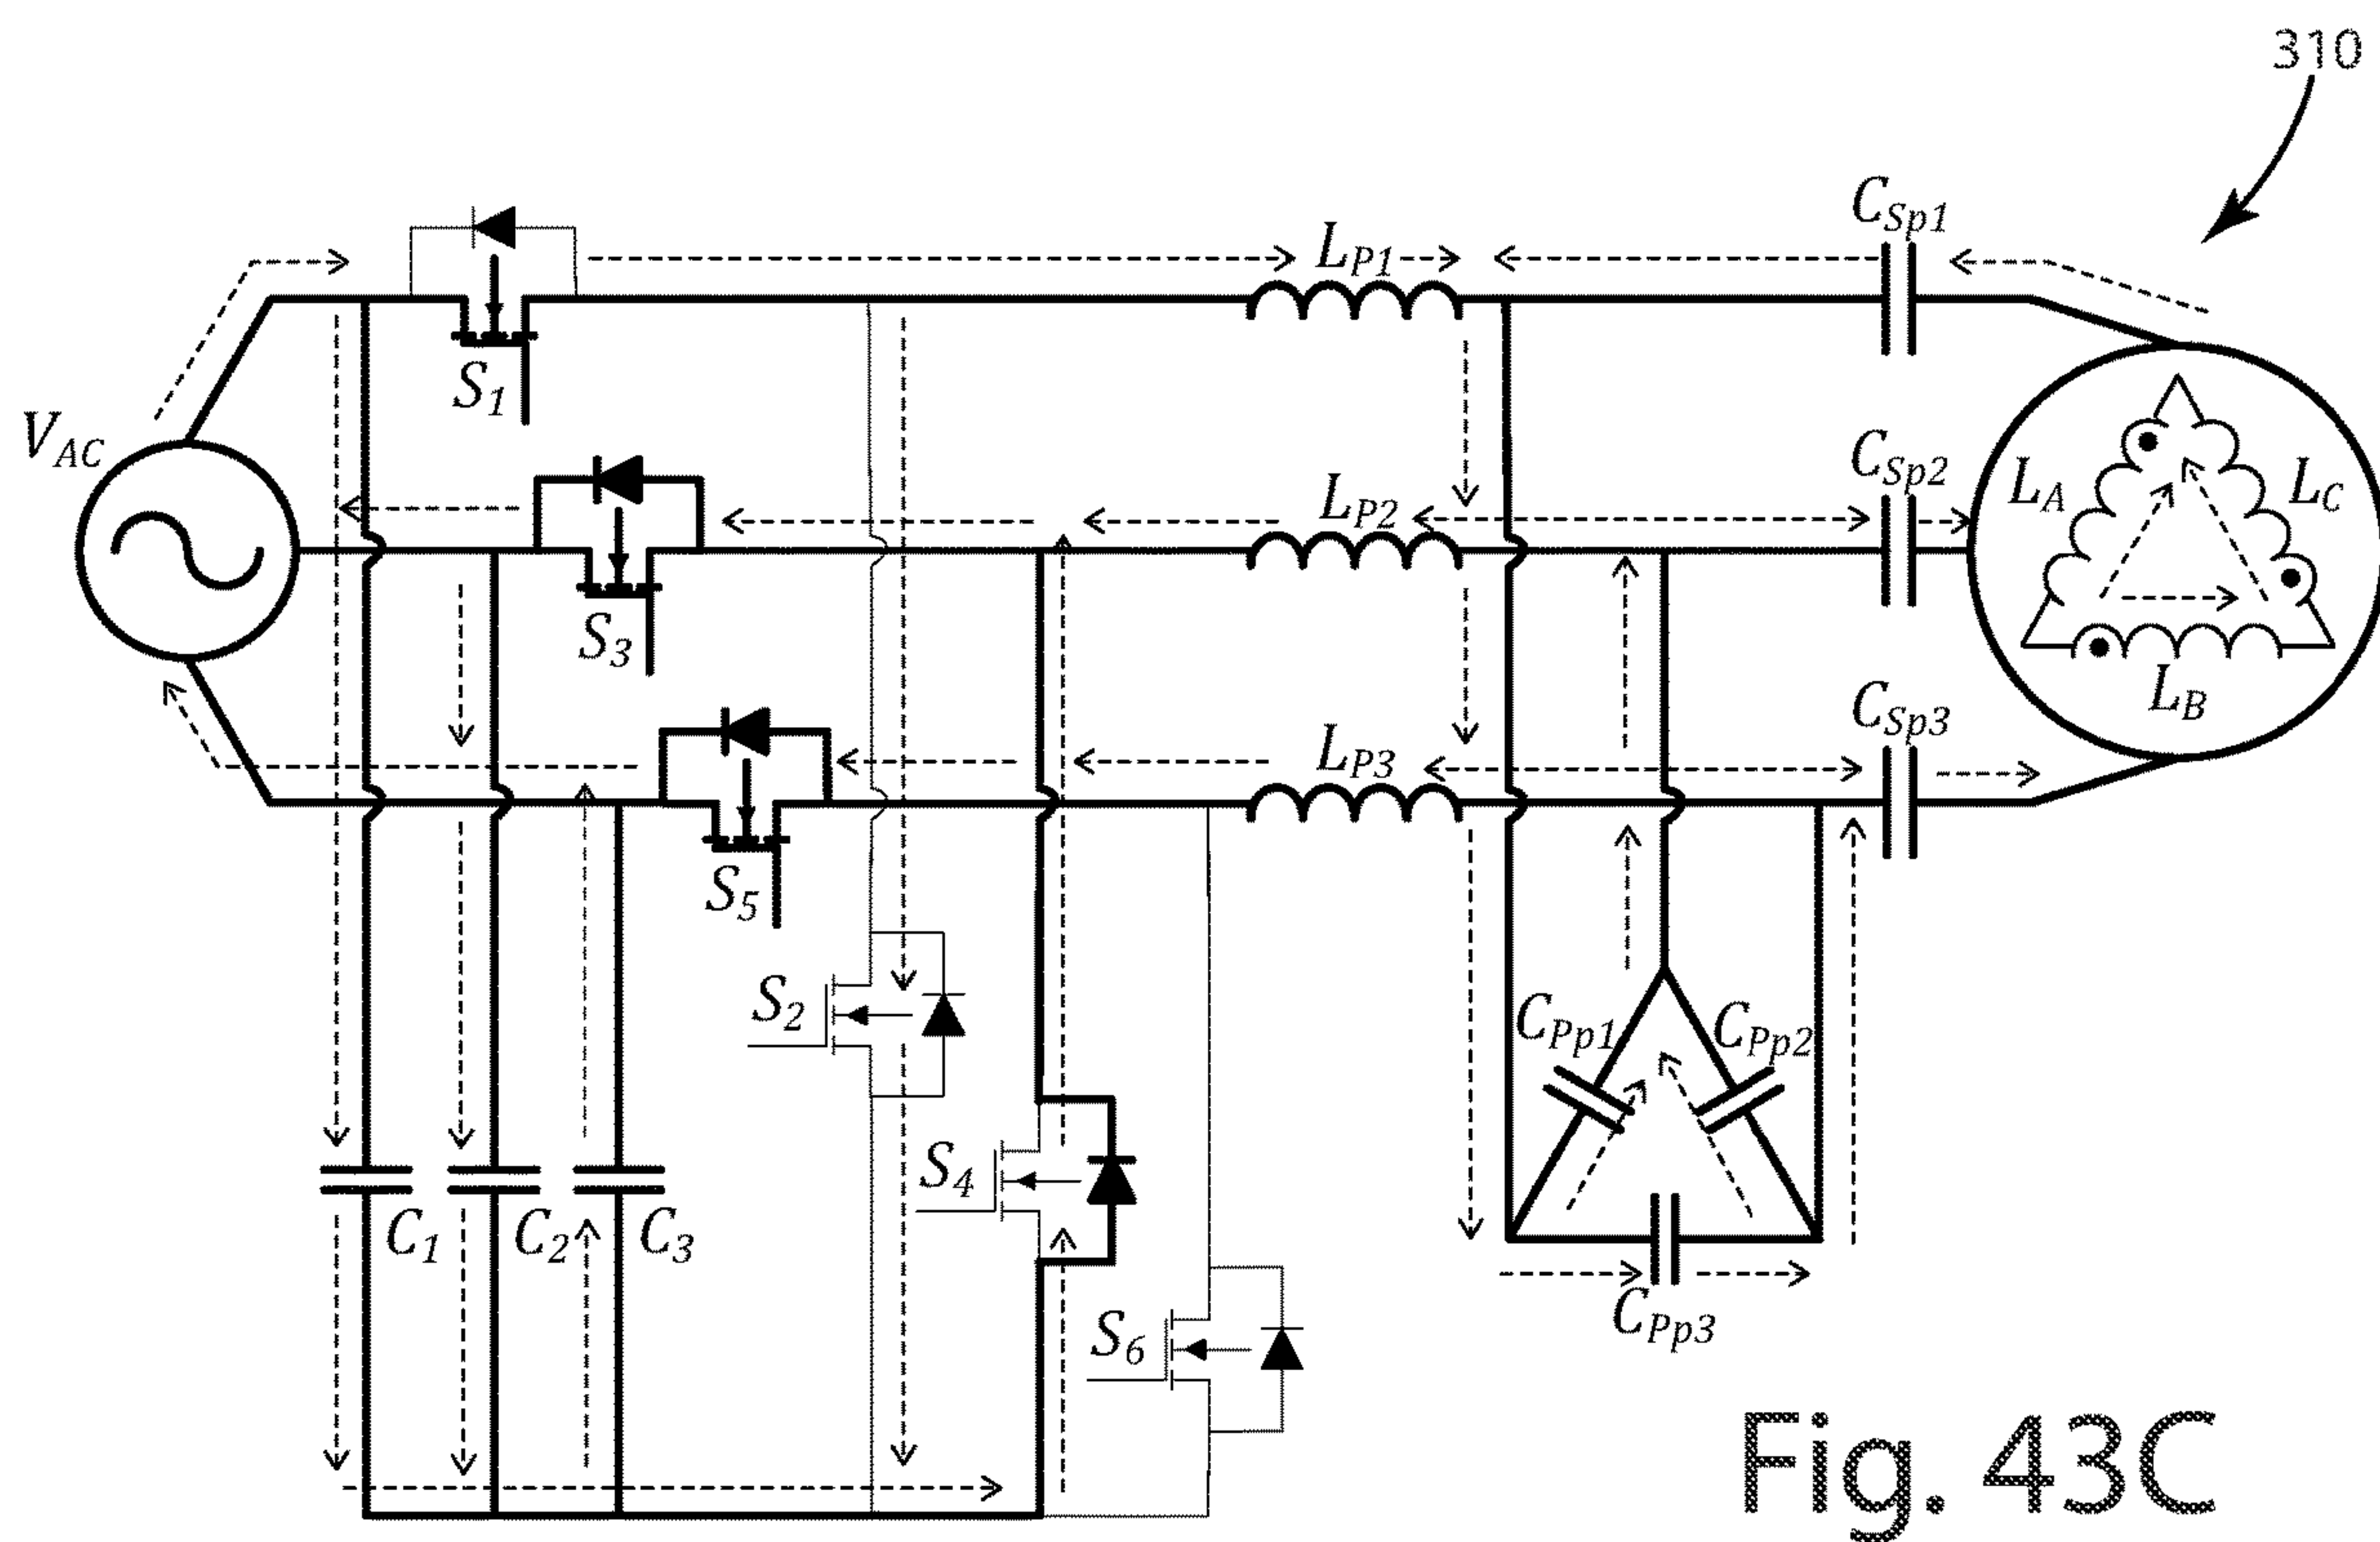 310
C_Sp1
L_P1
S_1
V_AC
C_Sp2
L_P2
L_A
L_C
S_3
L_B
C_Sp3
L_P3
S_5
S_2
C_Pp1
C_Pp2
S_4
C_1
C_2
C_3
C_Pp3
S_6
Fig. 43C